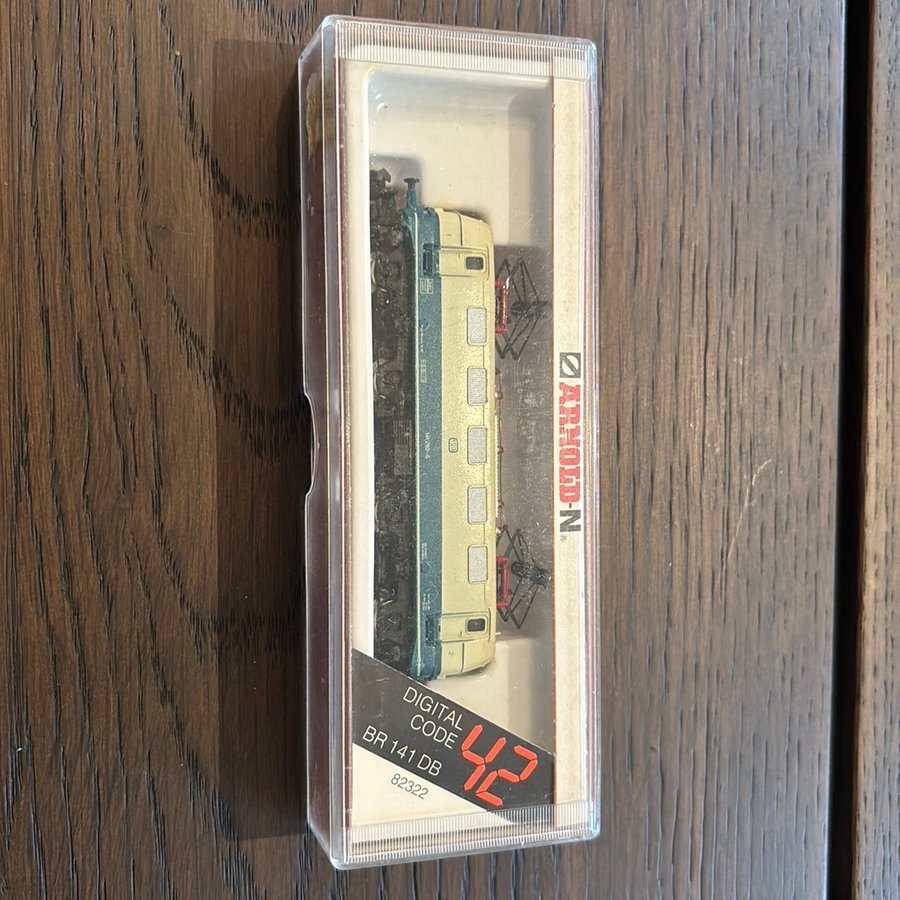 ARNOLD-N®
DIGITAL
CODE 42
BR 141 DB
82322